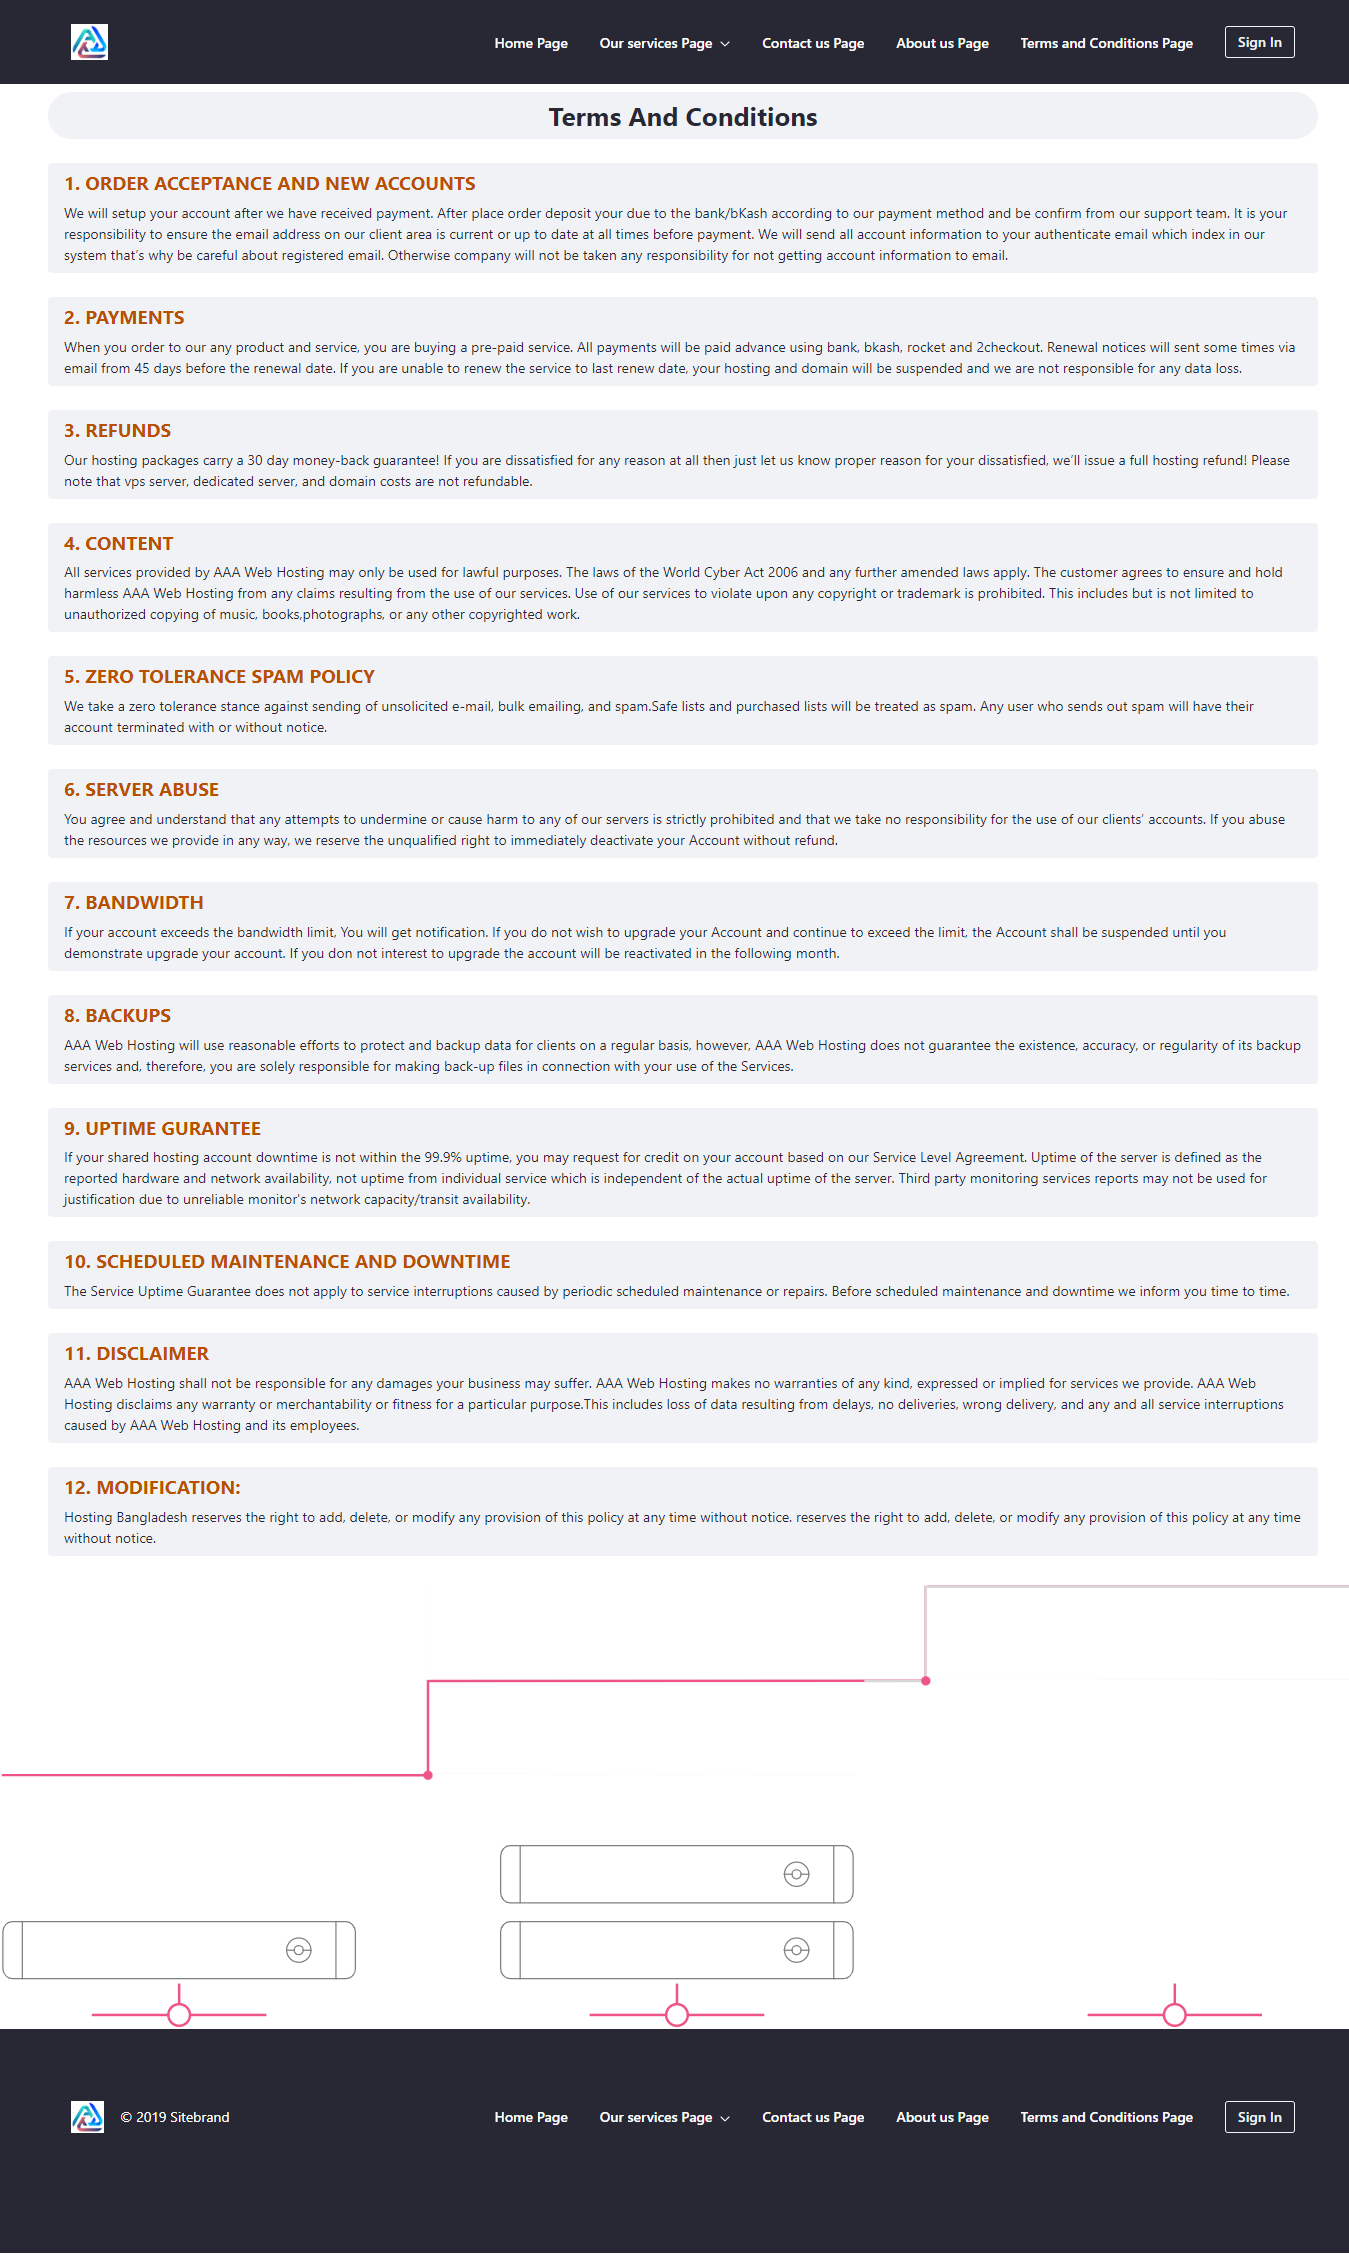 Home Page Our services Page Contact us Page About us Page Terms and Conditions Page Sign In
Terms And Conditions
1. ORDER ACCEPTANCE AND NEW ACCOUNTS
We will setup your account after we have received payment. After place order deposit your due to the bank/bKash according to our payment method and be confirm from our support team. It is your
responsibility to ensure the email address on our client area is current or up to date at all times before payment. We will send all account information to your authenticate email which index in our
system that's why be careful about registered email. Otherwise company will not be taken any responsibility for not getting account information to email.
2. PAYMENTS
When you order to our any product and service, you are buying a pre-paid service. All payments will be paid advance using bank, bkash, rocket and 2checkout. Renewal notices will sent some times via
email from 45 days before the renewal date. If you are unable to renew the service to last renew date, your hosting and domain will be suspended and we are not responsible for any data loss.
3. REFUNDS
Our hosting packages carry a 30 day money-back guarantee! If you are dissatisfied for any reason at all then just let us know proper reason for your dissatisfied, we'll issue a full hosting refund! Please
note that vps server, dedicated server, and domain costs are not refundable.
4. CONTENT
All services provided by AAA Web Hosting may only be used for lawful purposes. The laws of the World Cyber Act 2006 and any further amended laws apply. The customer agrees to ensure and hold
harmless AAA Web Hosting from any claims resulting from the use of our services. Use of our services to violate upon any copyright or trademark is prohibited. This includes but is not limited to
unauthorized copying of music, books,photographs, or any other copyrighted work.
5. ZERO TOLERANCE SPAM POLICY
We take a zero tolerance stance against sending of unsolicited e-mail, bulk emailing, and spam.Safe lists and purchased lists will be treated as spam. Any user who sends out spam will have their
account terminated with or without notice.
6. SERVER ABUSE
You agree and understand that any attempts to undermine or cause harm to any of our servers is strictly prohibited and that we take no responsibility for the use of our clients' accounts. If you abuse
the resources we provide in any way, we reserve the unqualified right to immediately deactivate your Account without refund.
7. BANDWIDTH
If your account exceeds the bandwidth limit, You will get notification. If you do not wish to upgrade your Account and continue to exceed the limit, the Account shall be suspended until you
demonstrate upgrade your account. If you don not interest to upgrade the account will be reactivated in the following month.
8. BACKUPS
AAA Web Hosting will use reasonable efforts to protect and backup data for clients on a regular basis, however, AAA Web Hosting does not guarantee the existence, accuracy, or regularity of its backup
services and, therefore, you are solely responsible for making back-up files in connection with your use of the Services.
9. UPTIME GURANTEE
If your shared hosting account downtime is not within the 99.9% uptime, you may request for credit on your account based on our Service Level Agreement. Uptime of the server is defined as the
reported hardware and network availability, not uptime from individual service which is independent of the actual uptime of the server. Third party monitoring services reports may not be used for
justification due to unreliable monitor's network capacity/transit availability.
10. SCHEDULED MAINTENANCE AND DOWNTIME
The Service Uptime Guarantee does not apply to service interruptions caused by periodic scheduled maintenance or repairs. Before scheduled maintenance and downtime we inform you time to time.
11. DISCLAIMER
AAA Web Hosting shall not be responsible for any damages your business may suffer. AAA Web Hosting makes no warranties of any kind, expressed or implied for services we provide. AAA Web
Hosting disclaims any warranty or merchantability or fitness for a particular purpose.This includes loss of data resulting from delays, no deliveries, wrong delivery, and any and all service interruptions
caused by AAA Web Hosting and its employees.
12. MODIFICATION:
Hosting Bangladesh reserves the right to add, delete, or modify any provision of this policy at any time without notice. reserves the right to add, delete, or modify any provision of this policy at any time
without notice.
© 2019 Sitebrand Home Page Our services Page Contact us Page About us Page Terms and Conditions Page Sign In